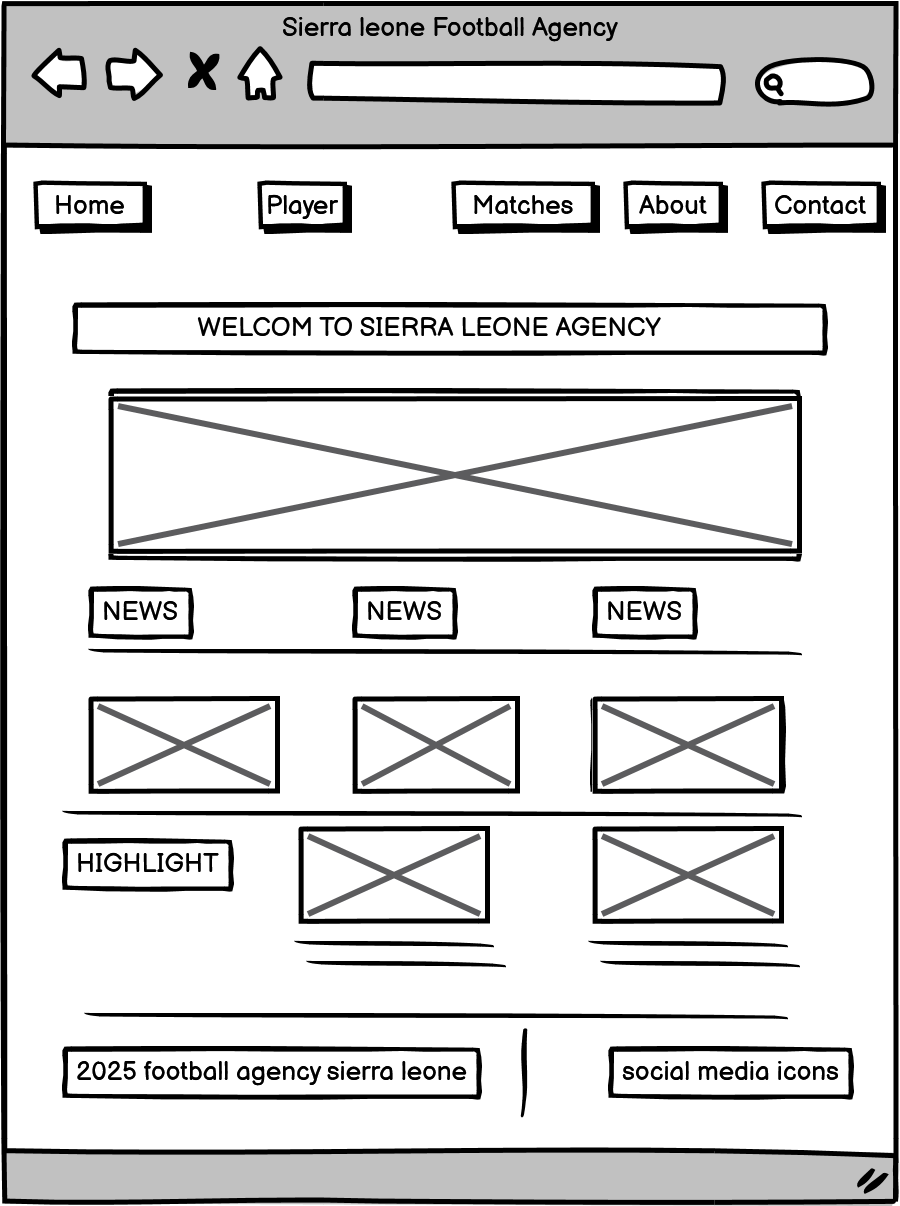 Sierra leone Football Agency
Home Player Matches About Contact
WELCOM TO SIERRA LEONE AGENCY
NEWS NEWS NEWS
HIGHLIGHT
2025 football agency sierra leone social media icons